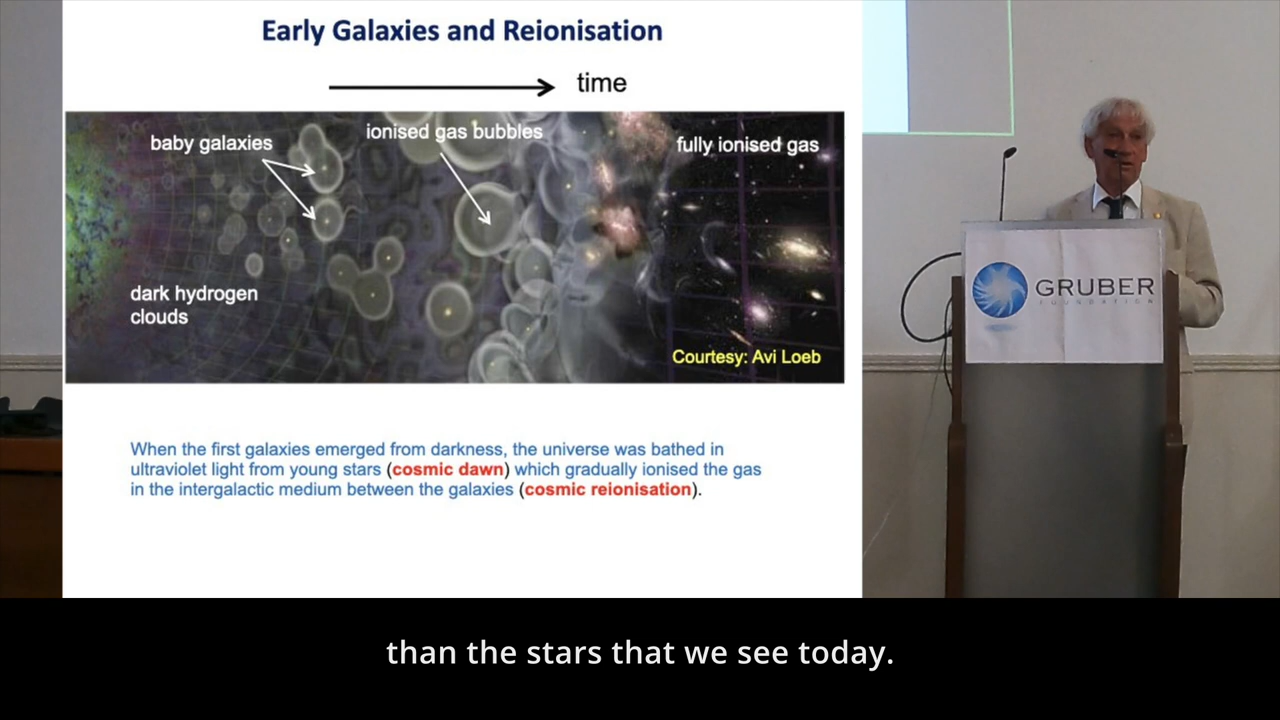 Early Galaxies and Reionisation
time
baby galaxies
ionised gas bubbles
fully ionised gas
dark hydrogen
clouds
Courtesy: Avi Loeb
When the first galaxies emerged from darkness, the universe was bathed in
ultraviolet light from young stars (cosmic dawn) which gradually ionised the gas
in the intergalactic medium between the galaxies (cosmic reionisation).
GRUBER
FOUNDATION
than the stars that we see today.